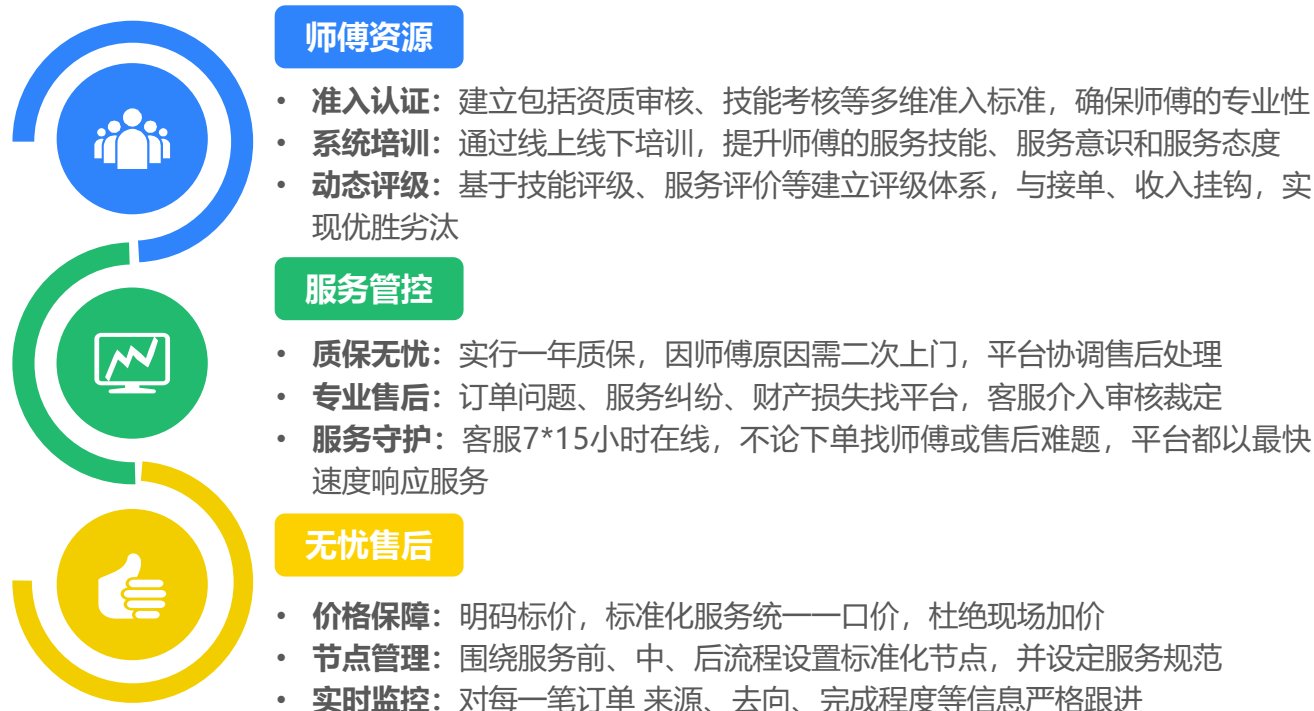 师傅资源
• 准入认证：建立包括资质审核、技能考核等多维准入标准，确保师傅的专业性
• 系统培训：通过线上线下培训，提升师傅的服务技能、服务意识和服务态度
• 动态评级：基于技能评级、服务评价等建立评级体系，与接单、收入挂钩，实
现优胜劣汰
服务管控
• 质保无忧：实行一年质保，因师傅原因需二次上门，平台协调售后处理
• 专业售后：订单问题、服务纠纷、财产损失找平台，客服介入审核裁定
• 服务守护：客服7*15小时在线，不论下单找师傅或售后难题，平台都以最快
速度响应服务
无忧售后
• 价格保障：明码标价，标准化服务统一一口价，杜绝现场加价
• 节点管理：围绕服务前、中、后流程设置标准化节点，并设定服务规范
• 实时监控：对每一笔订单 来源、去向、完成程度等信息严格跟进